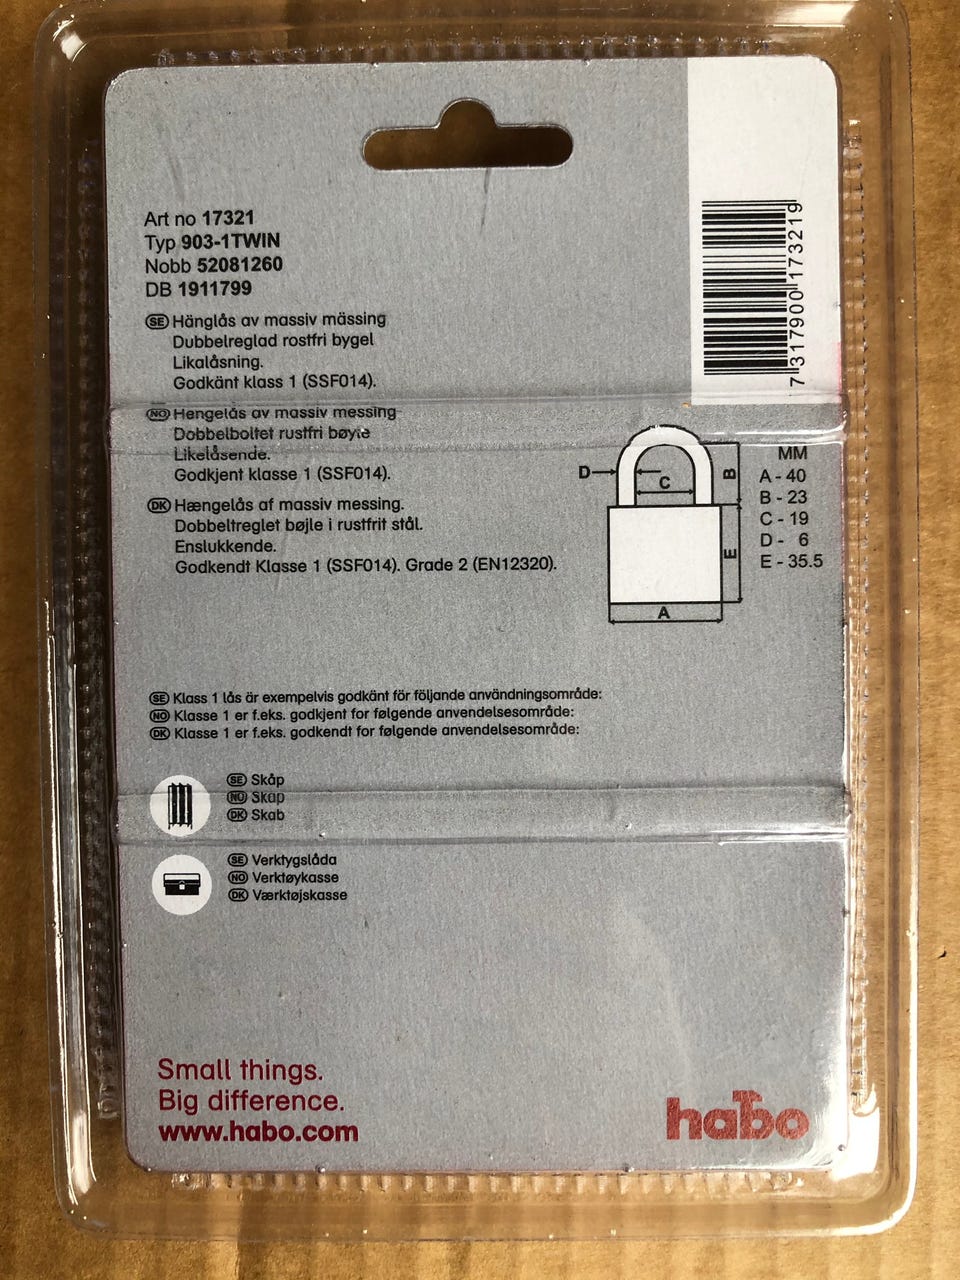 Art no 17321
Typ 903-1TWIN
Nobb 52081260
DB 1911799
SE Hänglås av massiv mässing
Dubbelreglad rostfri bygel
Likalåsning.
Godkänt klass 1 (SSF014).
NO Hengelås av massiv messing
Dobbelboltet rustfri bøyle
Likelåsende.
Godkjent klasse 1 (SSF014).
DK Hængelås af massiv messing.
Dobbeltreglet bøjle i rustfrit stål.
Enslukkende.
Godkendt Klasse 1 (SSF014). Grade 2 (EN12320).
7 317900 173219
D
C
B
E
A
MM
A - 40
B - 23
C - 19
D - 6
E - 35.5
SE Klass 1 lås är exempelvis godkänt för följande användningsområde:
NO Klasse 1 er f.eks. godkjent for følgende anvendelsesområde:
DK Klasse 1 er f.eks. godkendt for følgende anvendelsesområde:
SE Skåp
NO Skap
DK Skab
SE Verktygslåda
NO Verktøykasse
DK Værktøjskasse
Small things.
Big difference.
www.habo.com
habo